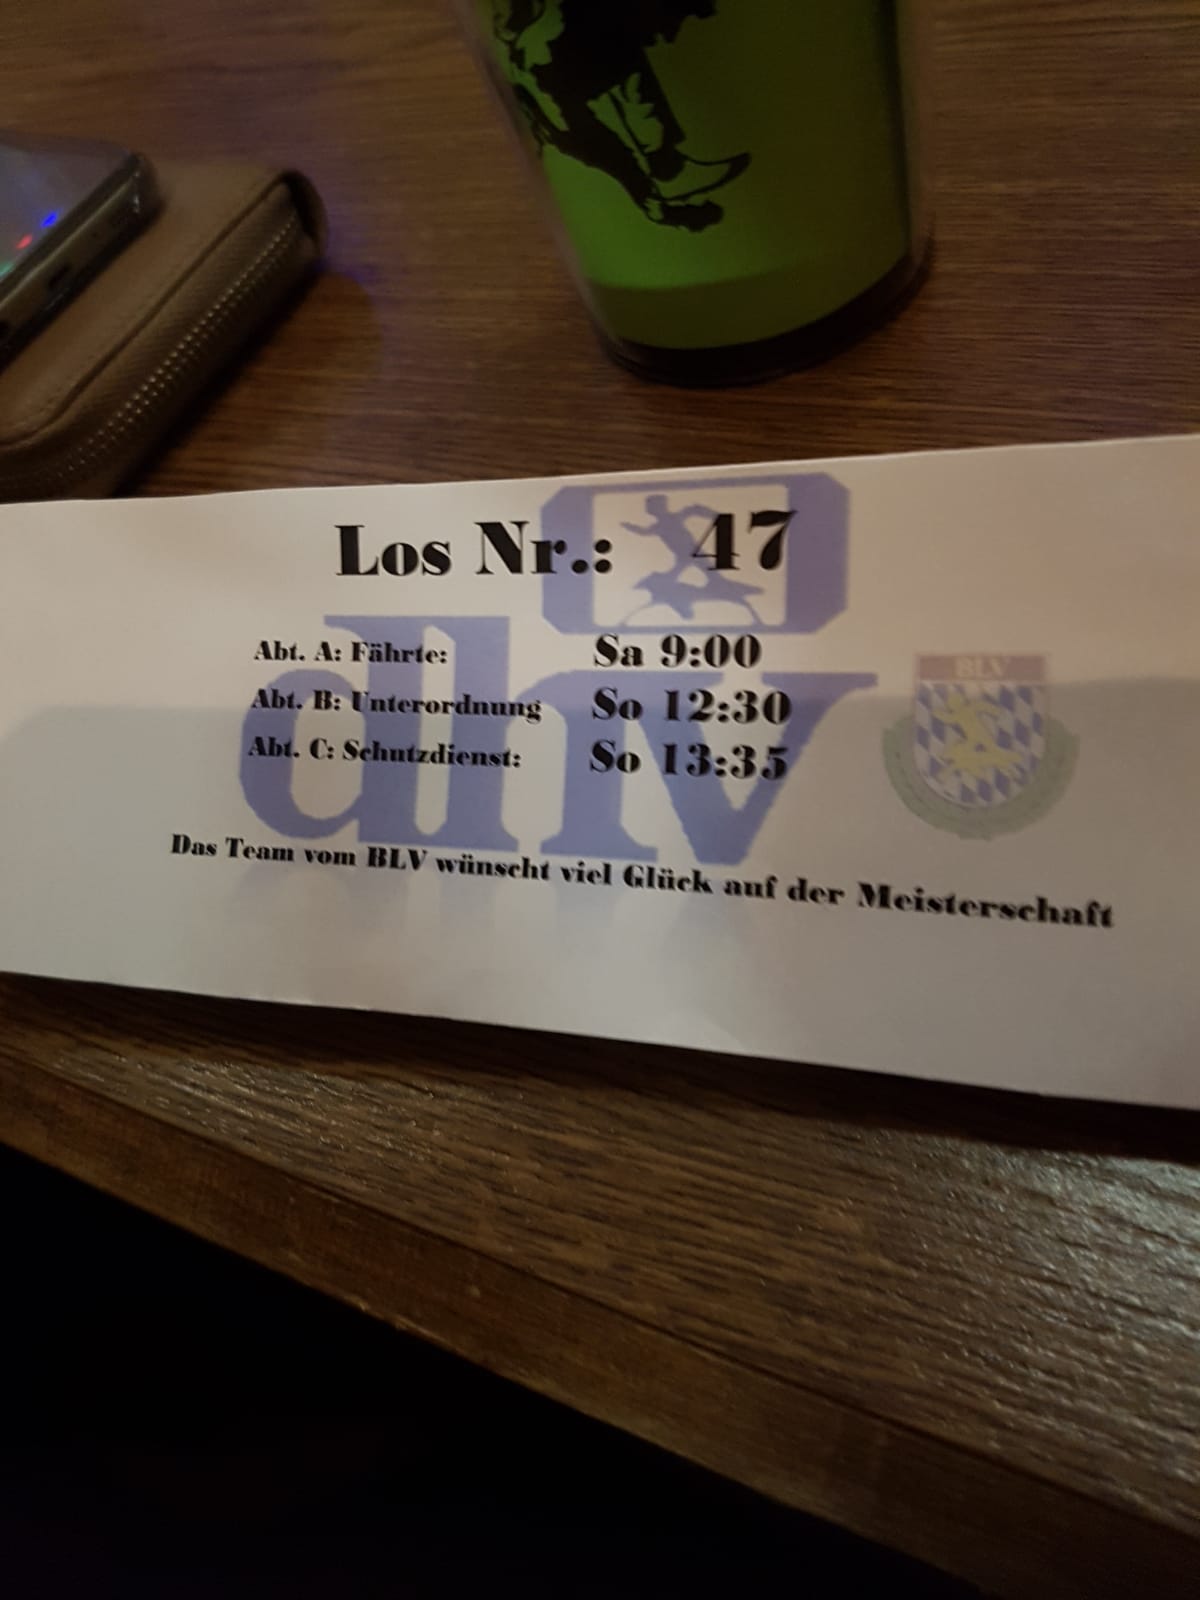 Los Nr.: 47
Abt. A: Fährte: Sa 9:00
Abt. B: Unterordnung So 12:30
Abt. C: Schutzdienst: So 13:35
dhv
BLV
Das Team vom BLV wünscht viel Glück auf der Meisterschaft